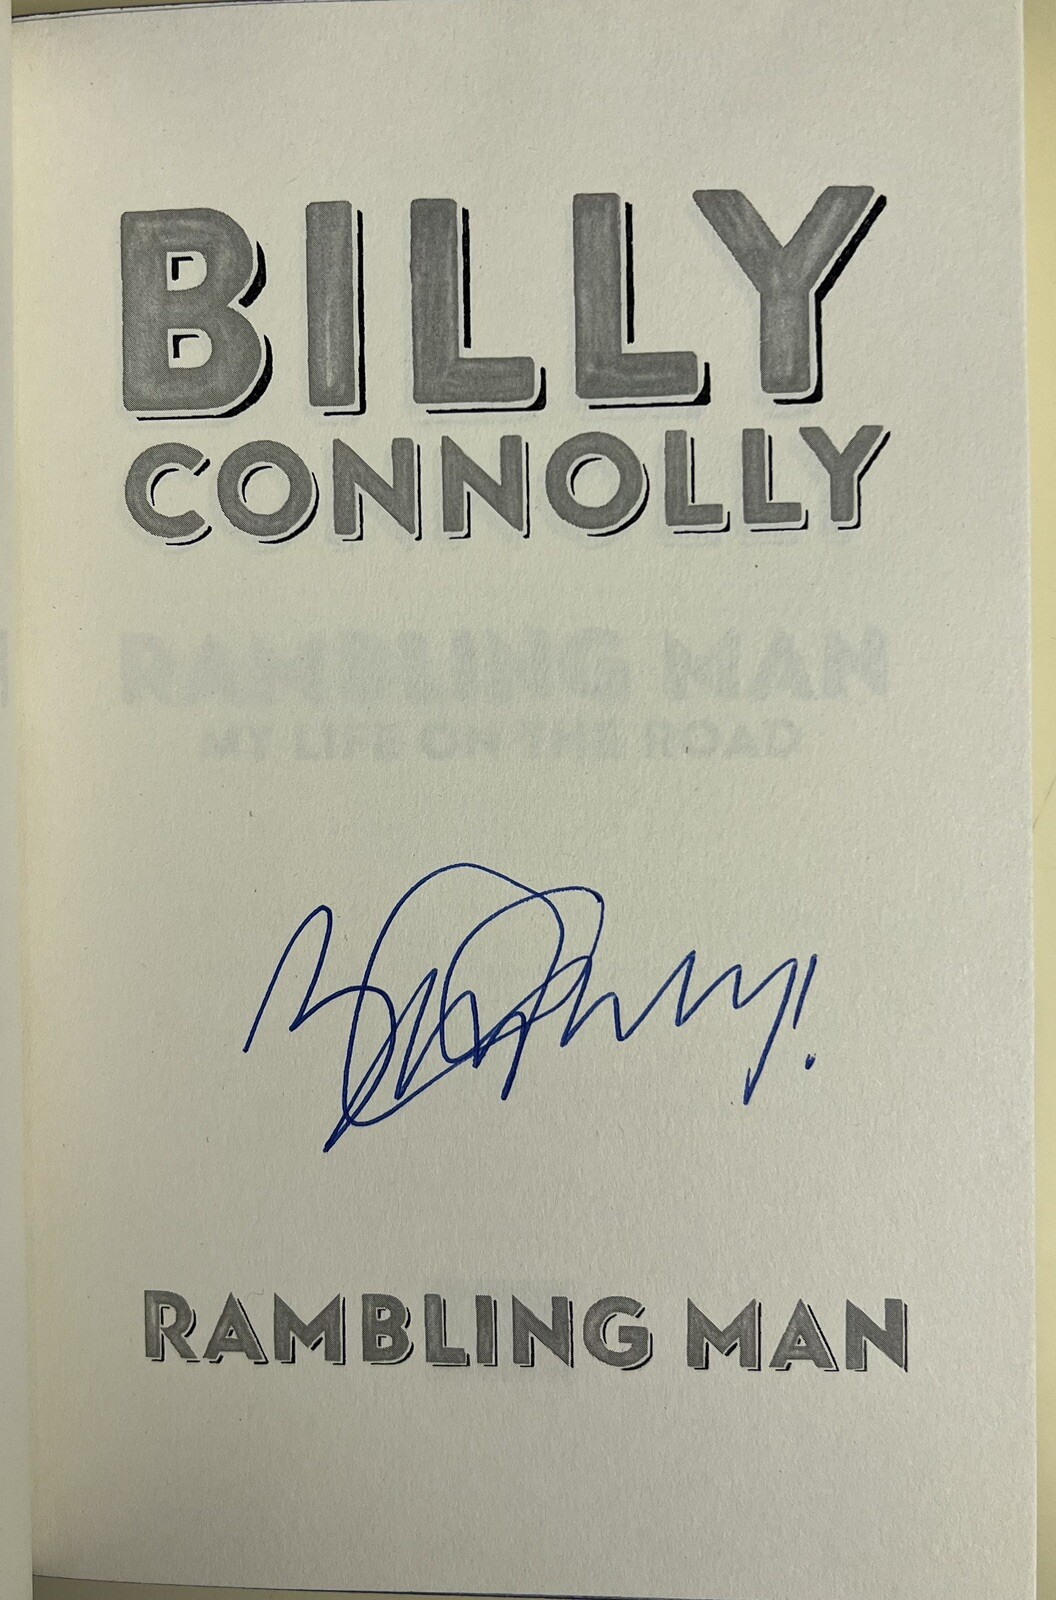 BILLY
CONNOLLY
RAMBLING MAN
MY LIFE ON THE ROAD
RAMBLING MAN